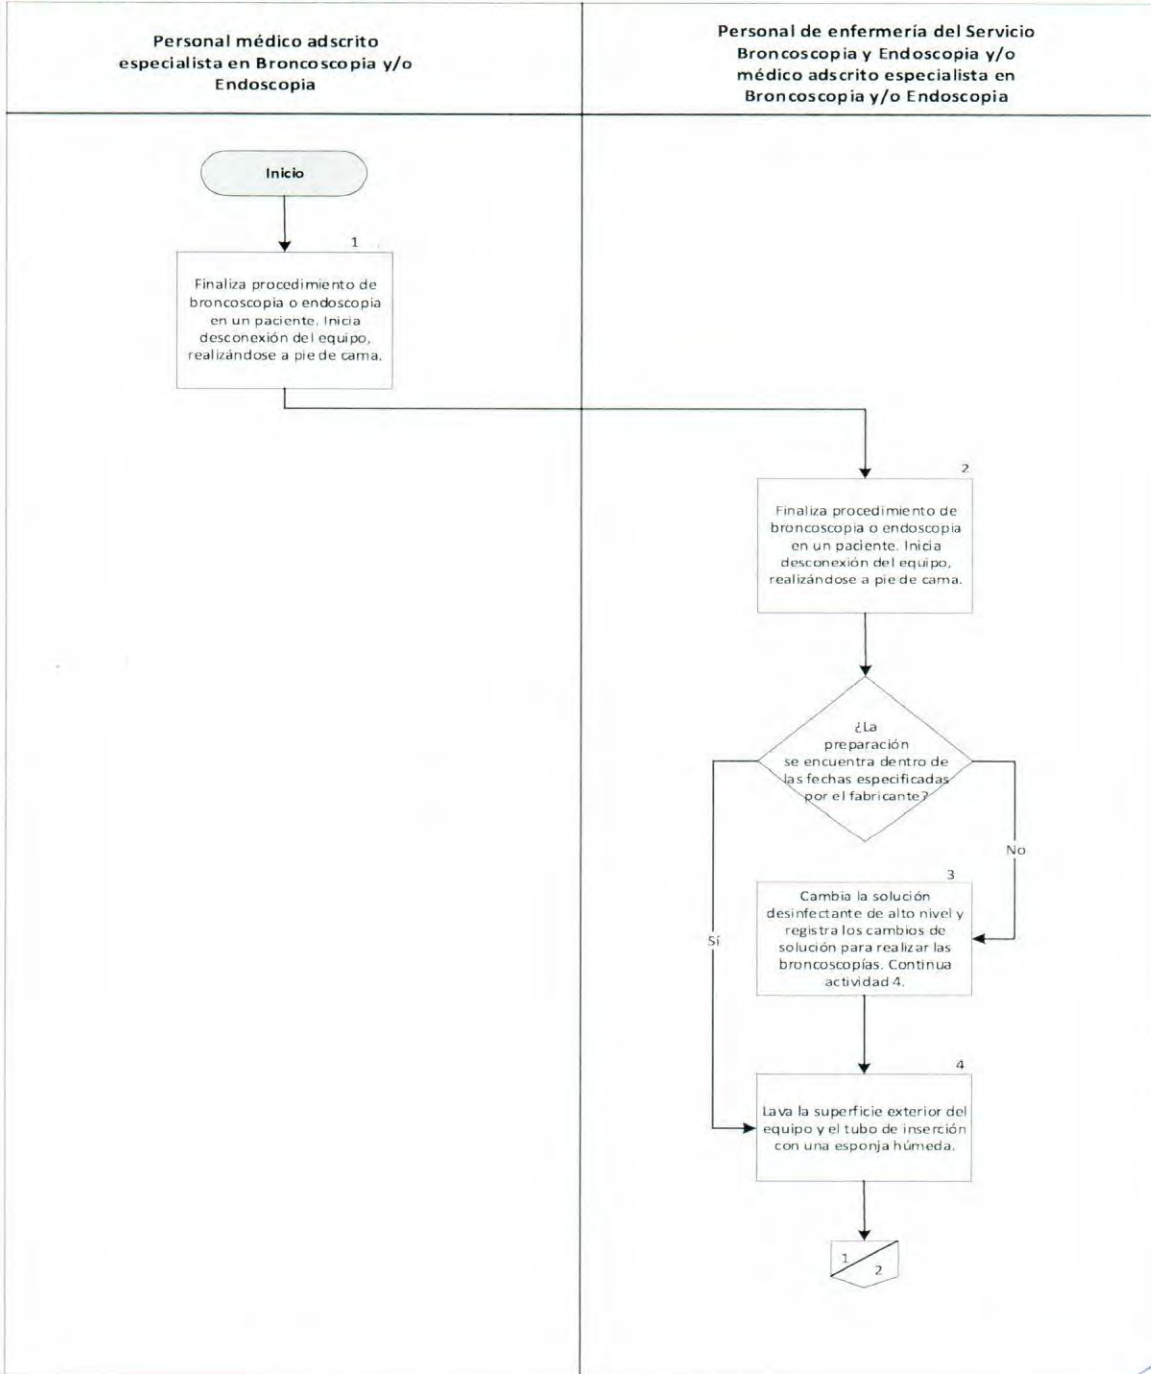 Personal médico adscrito
especialista en Broncoscopia y/o
Endoscopia
Personal de enfermería del Servicio
Broncoscopia y Endoscopia y/o
médico adscrito especialista en
Broncoscopia y/o Endoscopia
Inicio
1
Finaliza procedimiento de
broncoscopia o endoscopia
en un paciente. Inicia
desconexión del equipo,
realizándose a pie de cama.
2
Finaliza procedimiento de
broncoscopia o endoscopia
en un paciente. Inicia
desconexión del equipo,
realizándose a pie de cama.
¿La
preparación
se encuentra dentro de
las fechas especificadas
por el fabricante?
No
3
Cambia la solución
desinfectante de alto nivel y
registra los cambios de
solución para realizar las
broncoscopías. Continua
actividad 4.
Sí
4
Lava la superficie exterior del
equipo y el tubo de inserción
con una esponja húmeda.
1
2